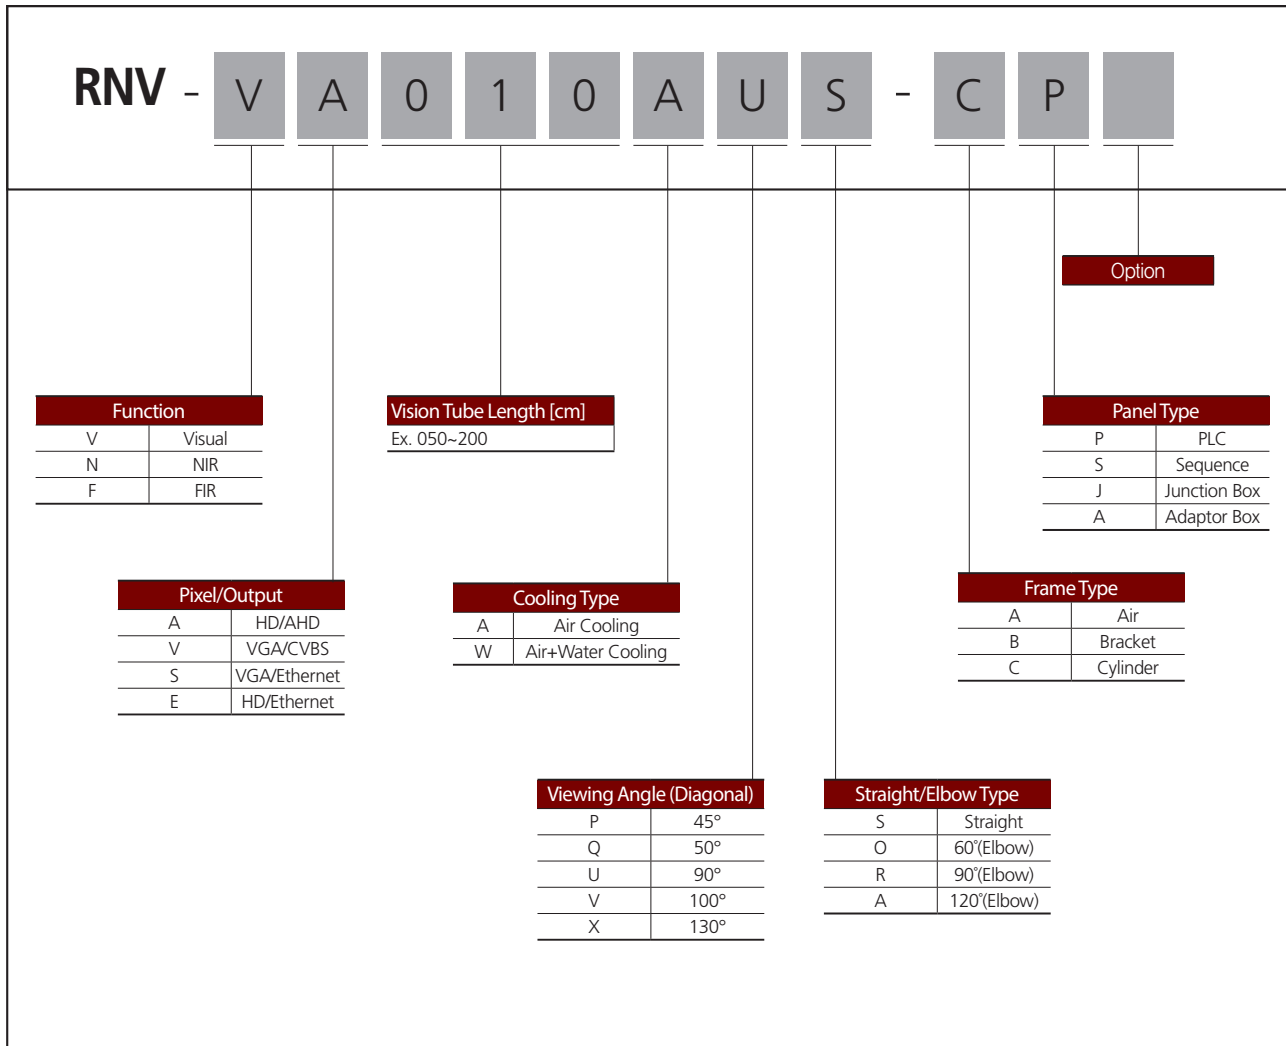 RNV - V A 0 1 0 A U S - C P
Option
Function
V Visual
N NIR
F FIR
Vision Tube Length [cm]
Ex. 050~200
Panel Type
P PLC
S Sequence
J Junction Box
A Adaptor Box
Pixel/Output
A HD/AHD
V VGA/CVBS
S VGA/Ethernet
E HD/Ethernet
Cooling Type
A Air Cooling
W Air+Water Cooling
Frame Type
A Air
B Bracket
C Cylinder
Viewing Angle (Diagonal)
P 45°
Q 50°
U 90°
V 100°
X 130°
Straight/Elbow Type
S Straight
O 60°(Elbow)
R 90°(Elbow)
A 120°(Elbow)